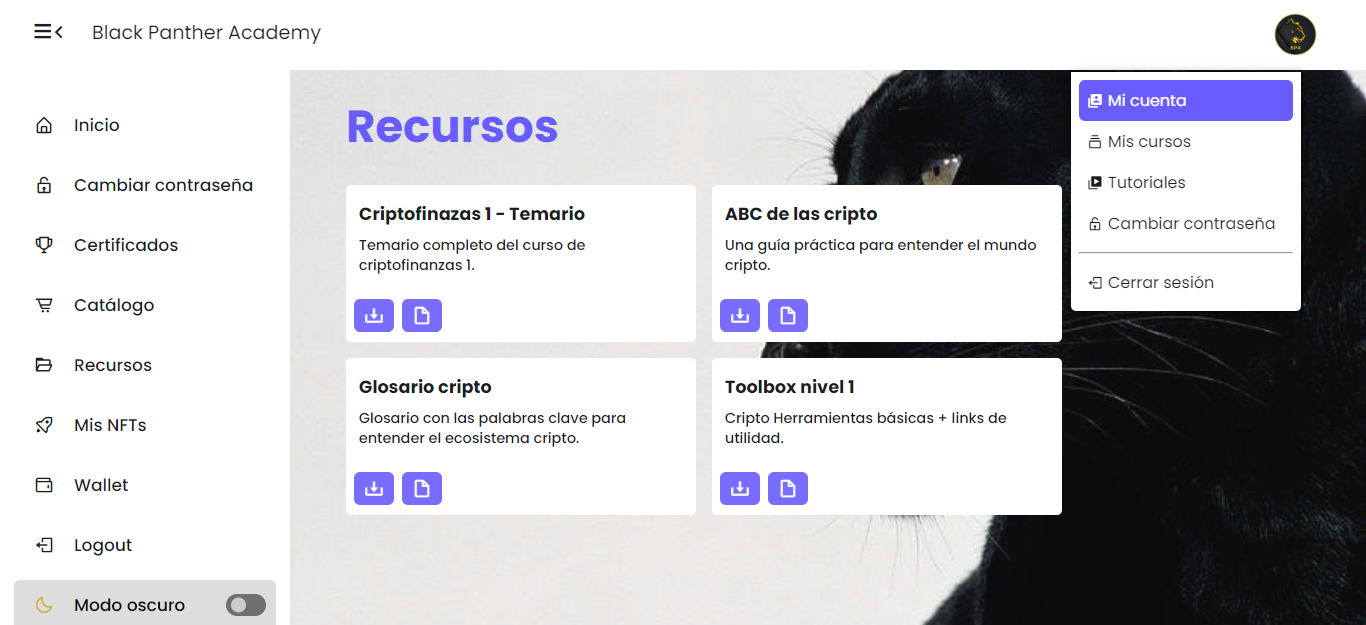 Black Panther Academy
BPA
Inicio
Cambiar contraseña
Certificados
Catálogo
Recursos
Mis NFTs
Wallet
Logout
Modo oscuro
Recursos
Criptofinazas 1 - Temario
Temario completo del curso de
criptofinanzas 1.
ABC de las cripto
Una guía práctica para entender el mundo
cripto.
Glosario cripto
Glosario con las palabras clave para
entender el ecosistema cripto.
Toolbox nivel 1
Cripto Herramientas básicas + links de
utilidad.
Mi cuenta
Mis cursos
Tutoriales
Cambiar contraseña
Cerrar sesión